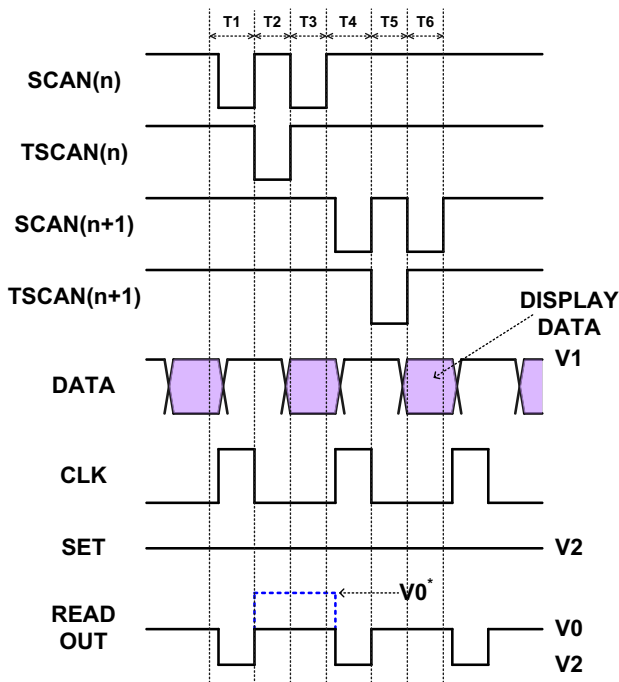 T1 T2 T3 T4 T5 T6
SCAN(n)
TSCAN(n)
SCAN(n+1)
TSCAN(n+1)
DISPLAY
DATA
V1
DATA
CLK
SET
V2
V0*
READ
OUT
V0
V2